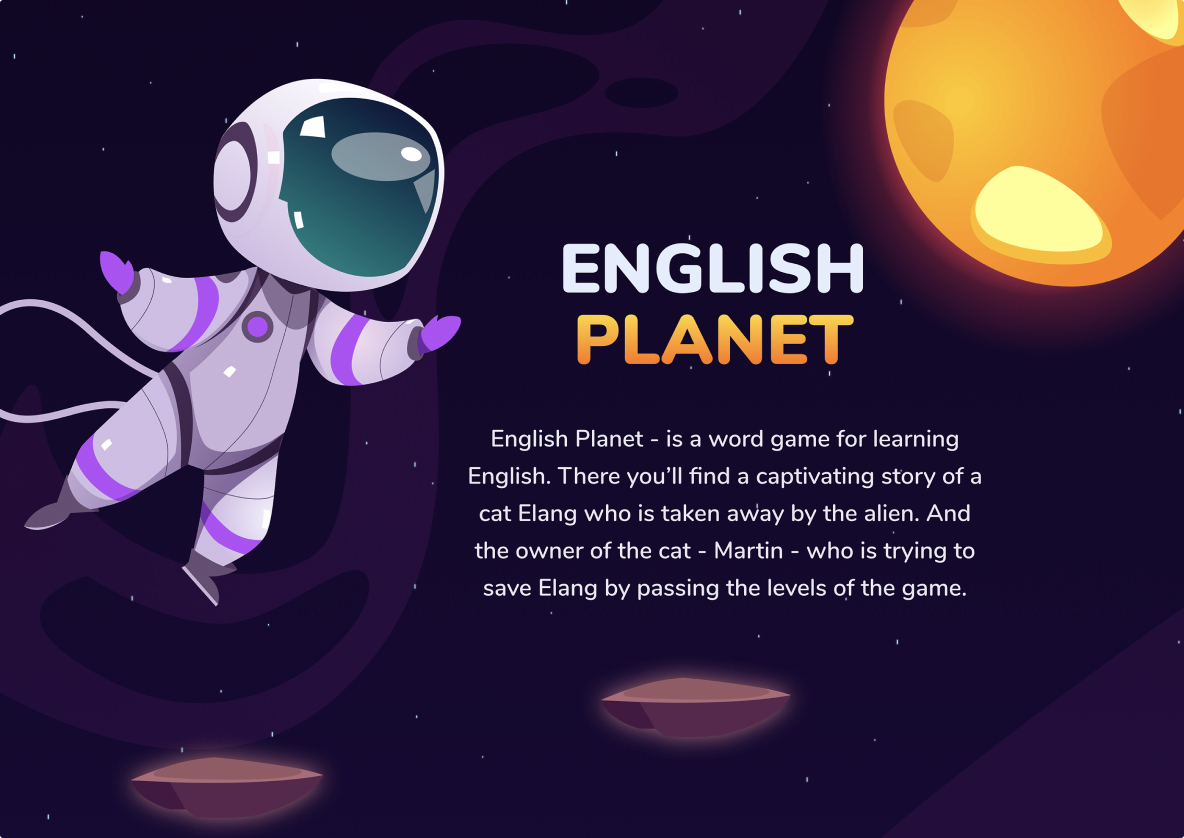 ENGLISH
PLANET
English Planet - is a word game for learning
English. There you’ll find a captivating story of a
cat Elang who is taken away by the alien. And
the owner of the cat - Martin - who is trying to
save Elang by passing the levels of the game.